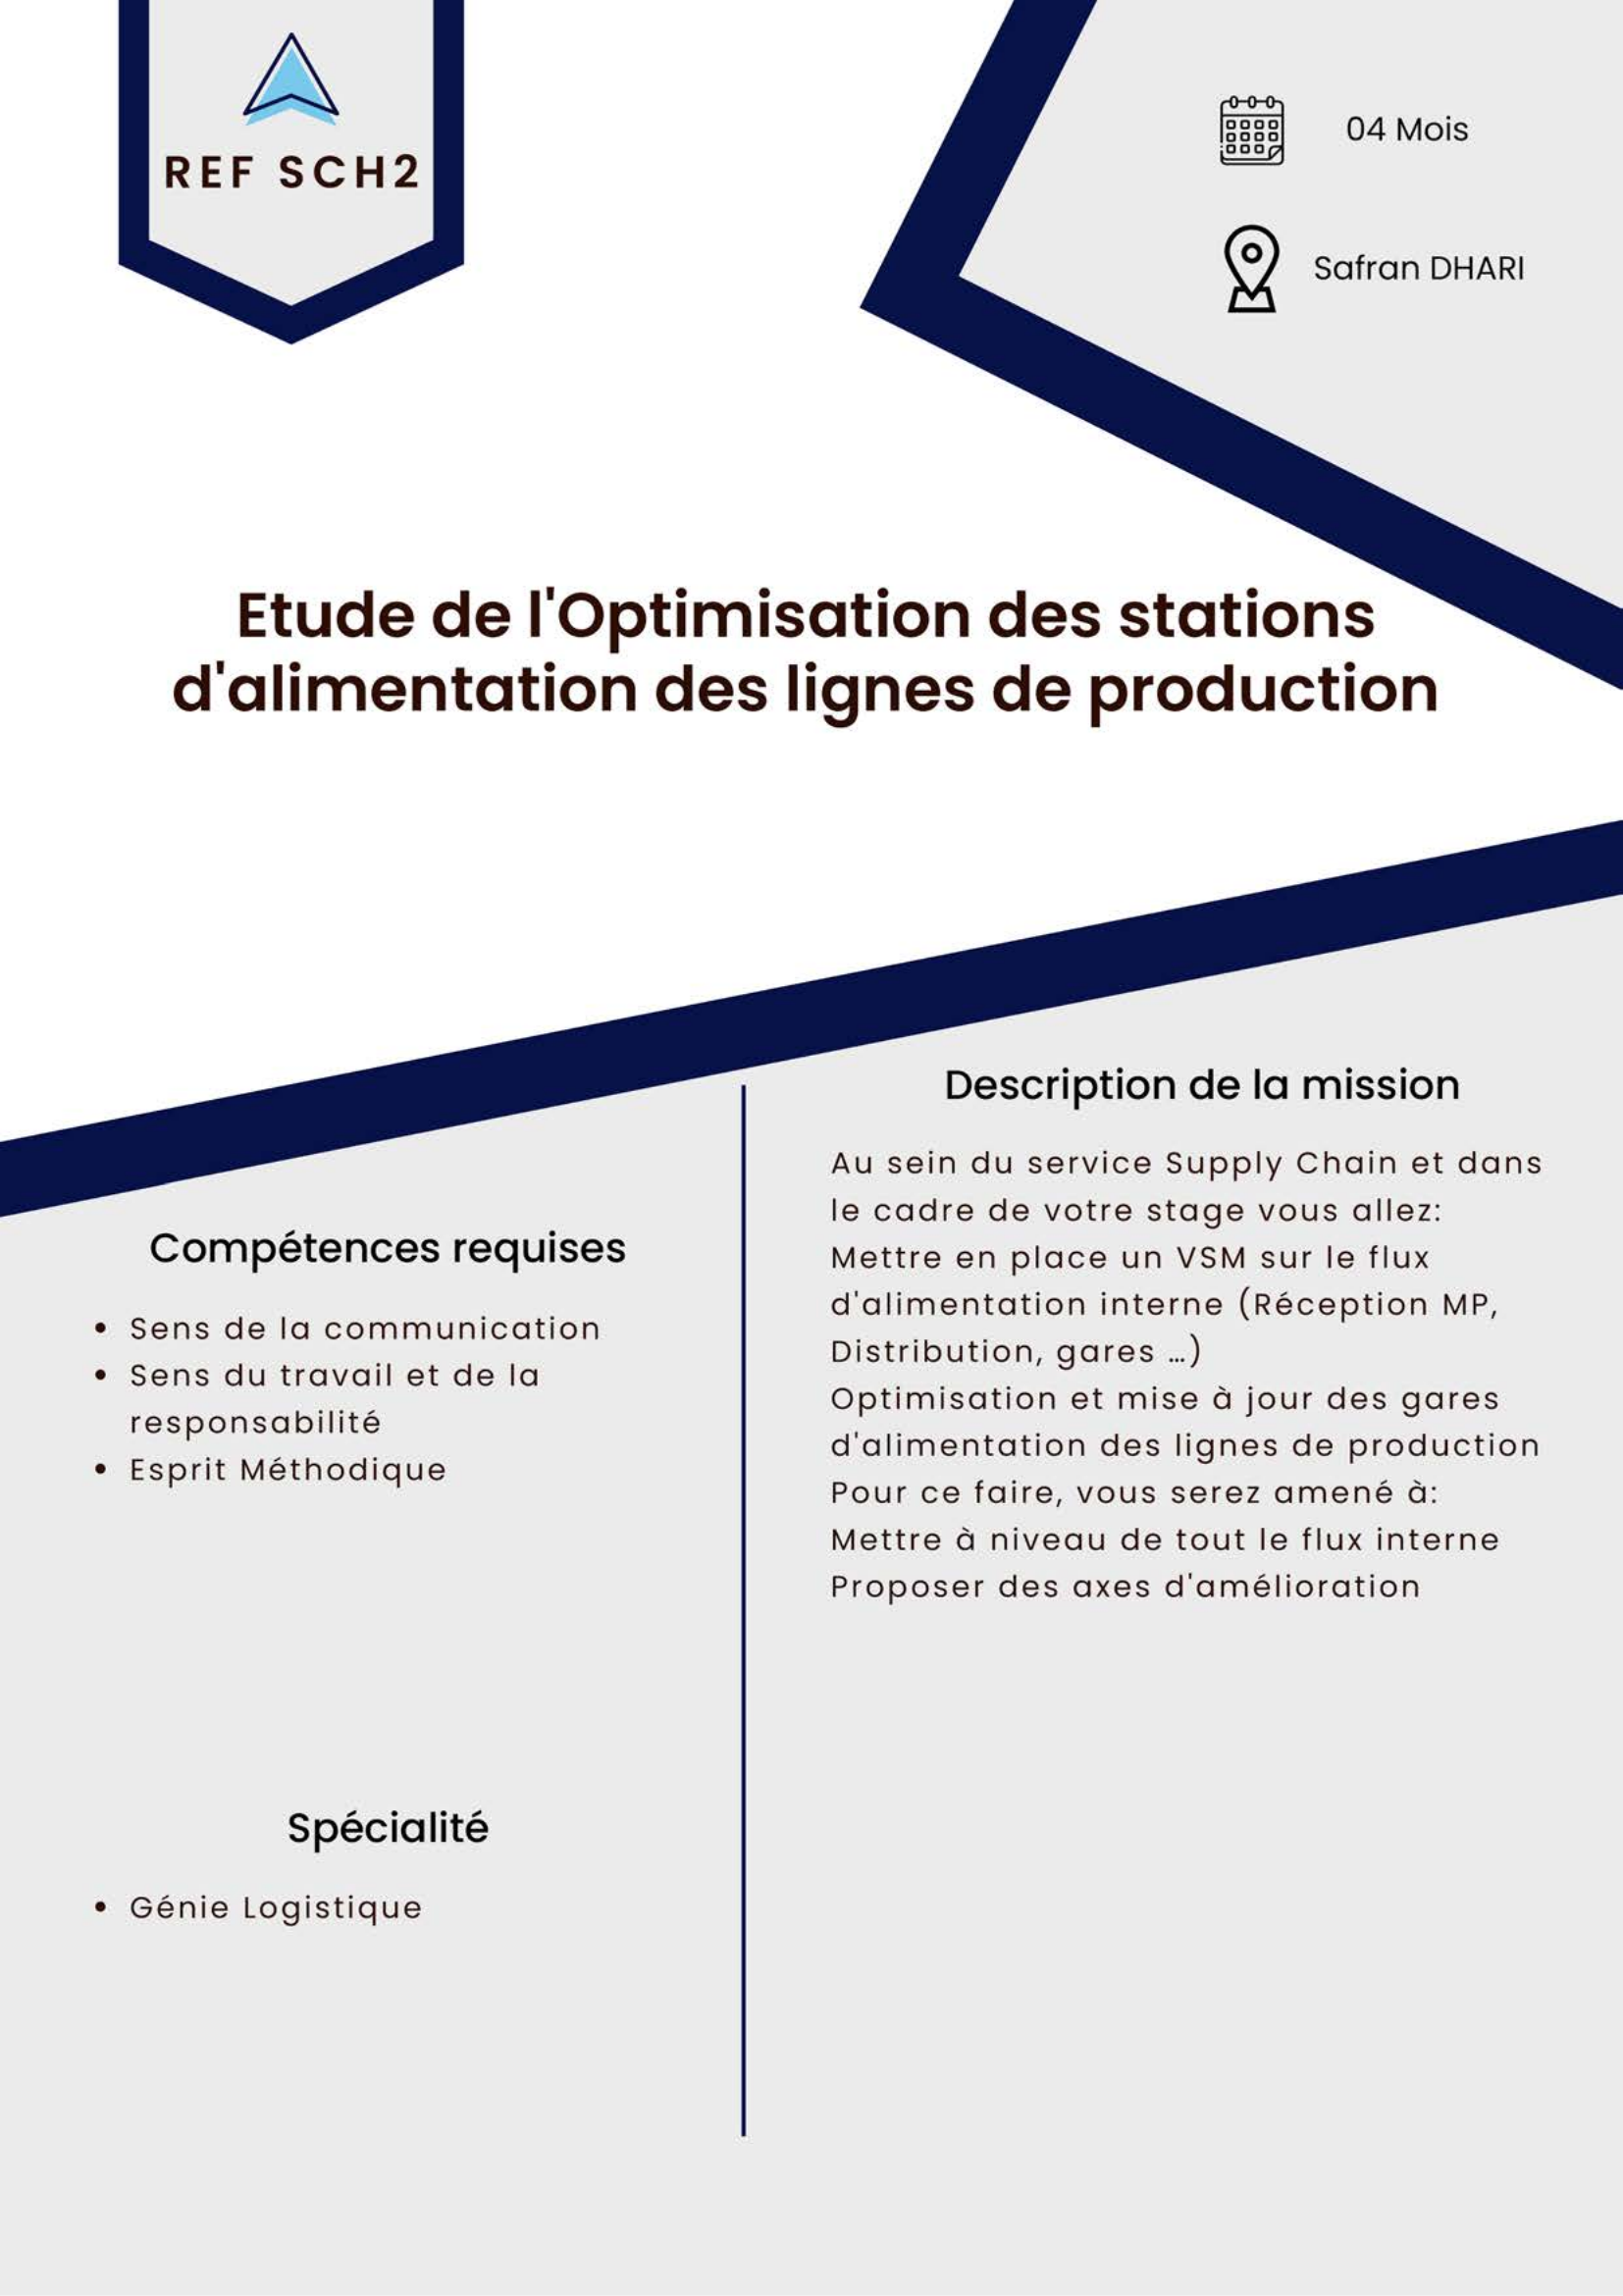 REF SCH2
04 Mois
Safran DHARI
Etude de l'Optimisation des stations
d'alimentation des lignes de production
Compétences requises
• Sens de la communication
• Sens du travail et de la
responsabilité
• Esprit Méthodique
Spécialité
• Génie Logistique
Description de la mission
Au sein du service Supply Chain et dans
le cadre de votre stage vous allez:
Mettre en place un VSM sur le flux
d'alimentation interne (Réception MP,
Distribution, gares ...)
Optimisation et mise à jour des gares
d'alimentation des lignes de production
Pour ce faire, vous serez amené à:
Mettre à niveau de tout le flux interne
Proposer des axes d'amélioration